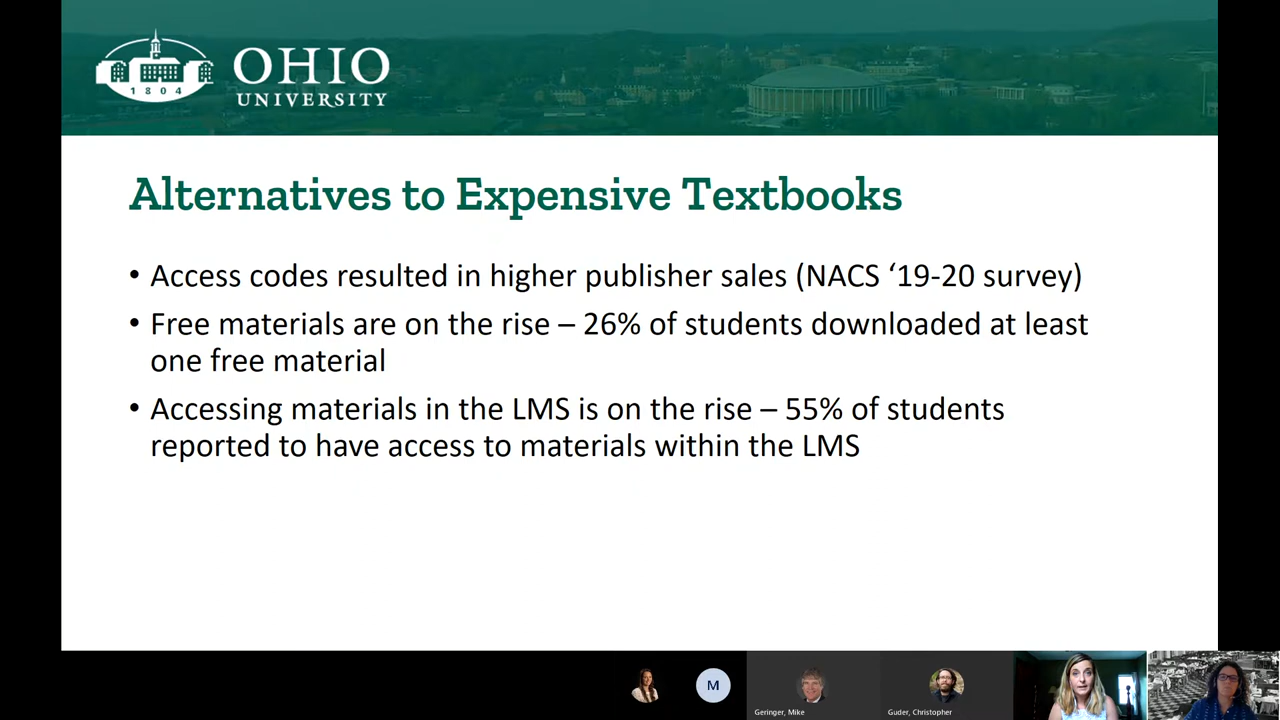 1804
OHIO
UNIVERSITY
Alternatives to Expensive Textbooks
• Access codes resulted in higher publisher sales (NACS ‘19-20 survey)
• Free materials are on the rise – 26% of students downloaded at least
one free material
• Accessing materials in the LMS is on the rise – 55% of students
reported to have access to materials within the LMS
M
Geringer, Mike
Guder, Christopher